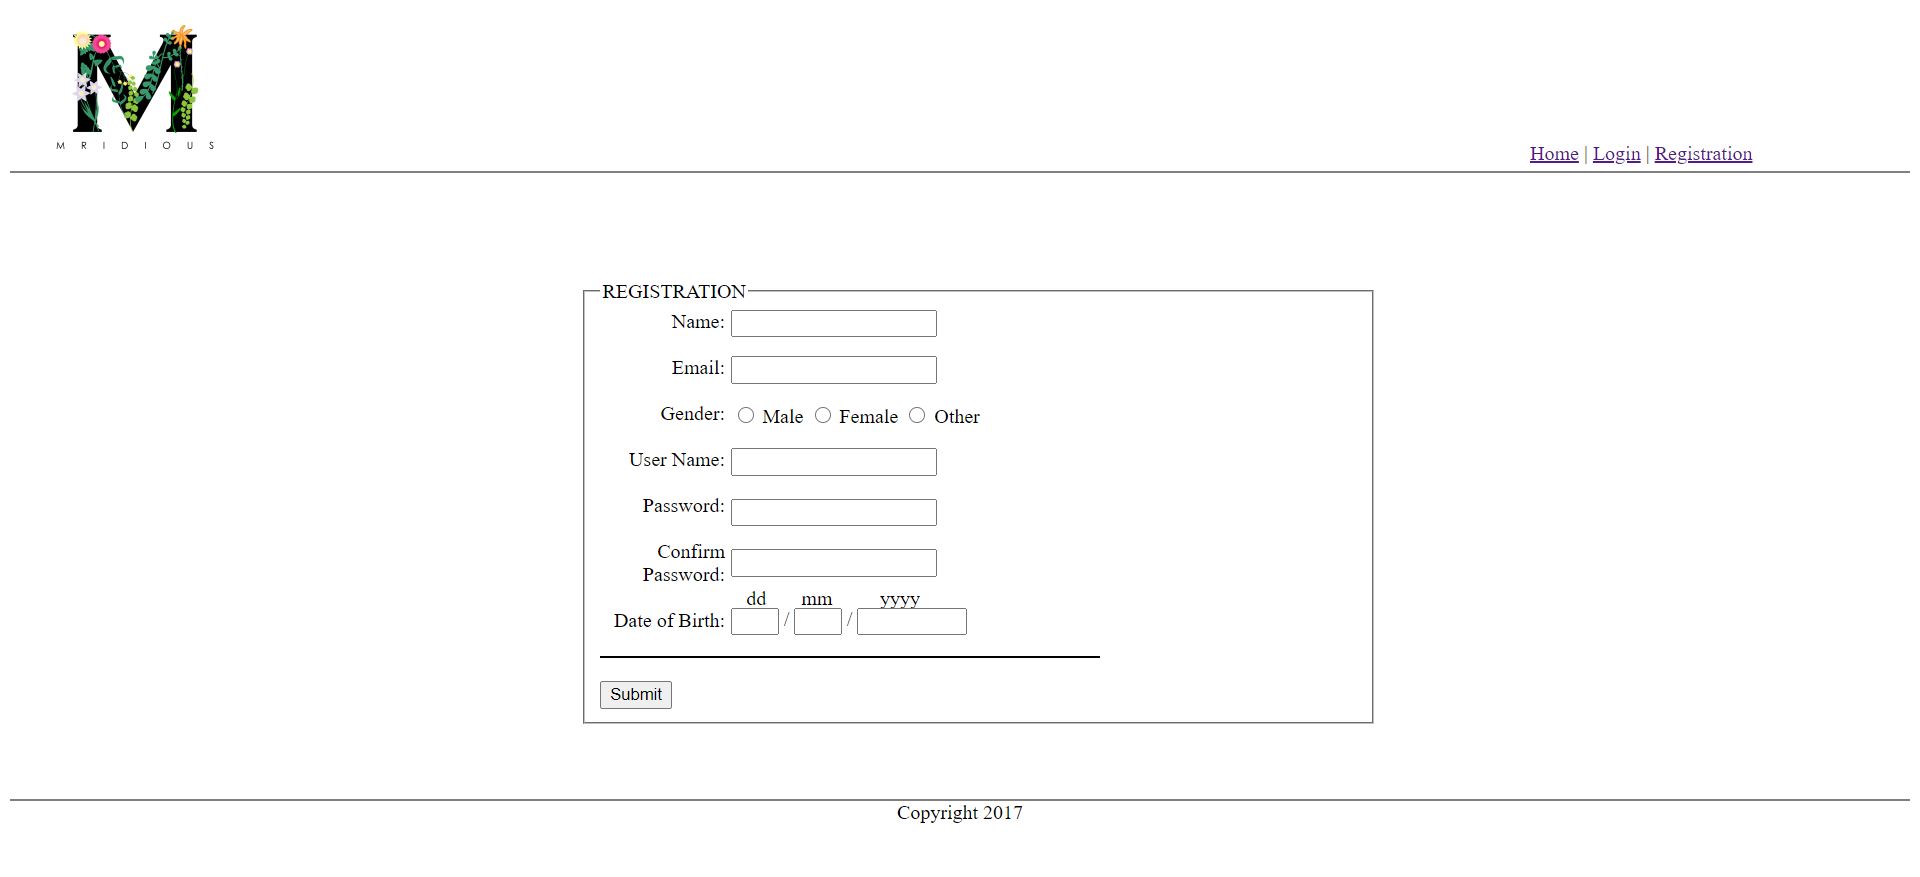 M
MRIDIOUS
Home | Login | Registration
REGISTRATION
Name:
Email:
Gender: Male Female Other
User Name:
Password:
Confirm
Password:
dd mm yyyy
Date of Birth: / /
Submit
Copyright 2017